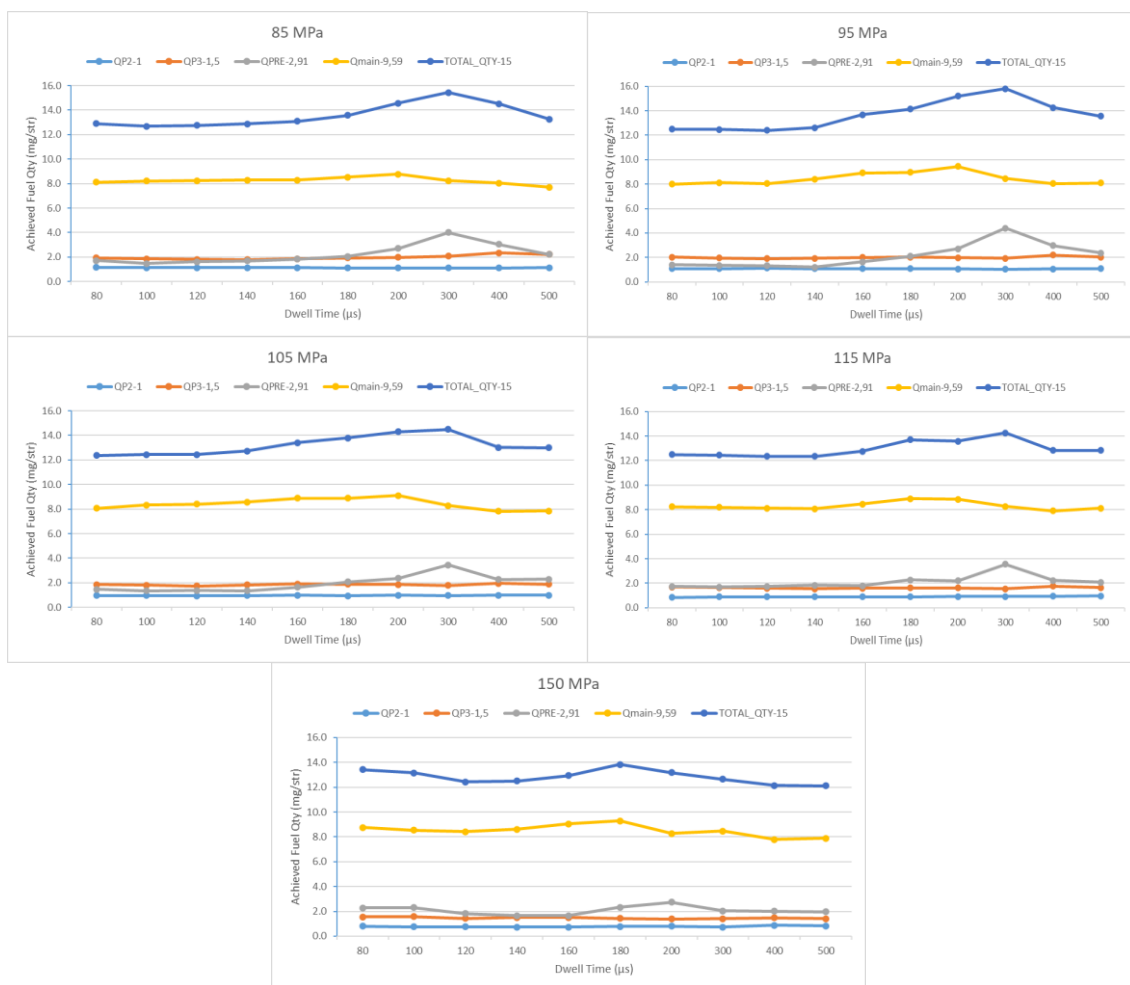 85 MPa
QP2-1 QP3-1,5 QPRE-2,91 Qmain-9,59 TOTAL_QTY-15
16.0
14.0
12.0
10.0
8.0
6.0
4.0
2.0
0.0
Achieved Fuel Qty (mg/str)
80 100 120 140 160 180 200 300 400 500
Dwell Time (µs)
95 MPa
QP2-1 QP3-1,5 QPRE-2,91 Qmain-9,59 TOTAL_QTY-15
16.0
14.0
12.0
10.0
8.0
6.0
4.0
2.0
0.0
Achieved Fuel Qty (mg/str)
80 100 120 140 160 180 200 300 400 500
Dwell Time (µs)
105 MPa
QP2-1 QP3-1,5 QPRE-2,91 Qmain-9,59 TOTAL_QTY-15
16.0
14.0
12.0
10.0
8.0
6.0
4.0
2.0
0.0
Achieved Fuel Qty (mg/str)
80 100 120 140 160 180 200 300 400 500
Dwell Time (µs)
115 MPa
QP2-1 QP3-1,5 QPRE-2,91 Qmain-9,59 TOTAL_QTY-15
16.0
14.0
12.0
10.0
8.0
6.0
4.0
2.0
0.0
Achieved Fuel Qty (mg/str)
80 100 120 140 160 180 200 300 400 500
Dwell Time (µs)
150 MPa
QP2-1 QP3-1,5 QPRE-2,91 Qmain-9,59 TOTAL_QTY-15
16.0
14.0
12.0
10.0
8.0
6.0
4.0
2.0
0.0
Achieved Fuel Qty (mg/str)
80 100 120 140 160 180 200 300 400 500
Dwell Time (µs)